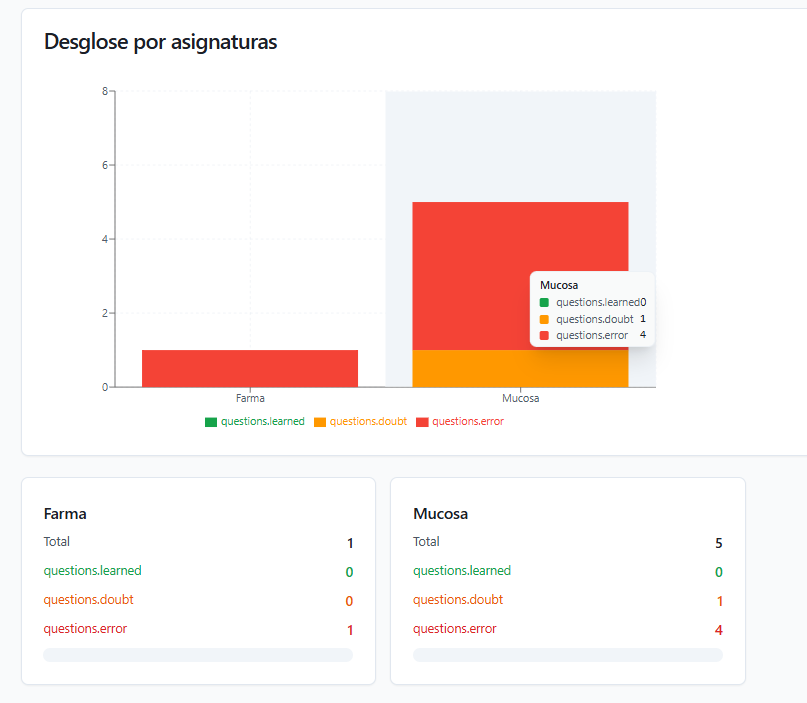 Desglose por asignaturas
8
6
4
2
0
Farma
Mucosa
Mucosa
questions.learned0
questions.doubt 1
questions.error 4
questions.learned questions.doubt questions.error
Farma
Total 1
questions.learned 0
questions.doubt 0
questions.error 1
Mucosa
Total 5
questions.learned 0
questions.doubt 1
questions.error 4